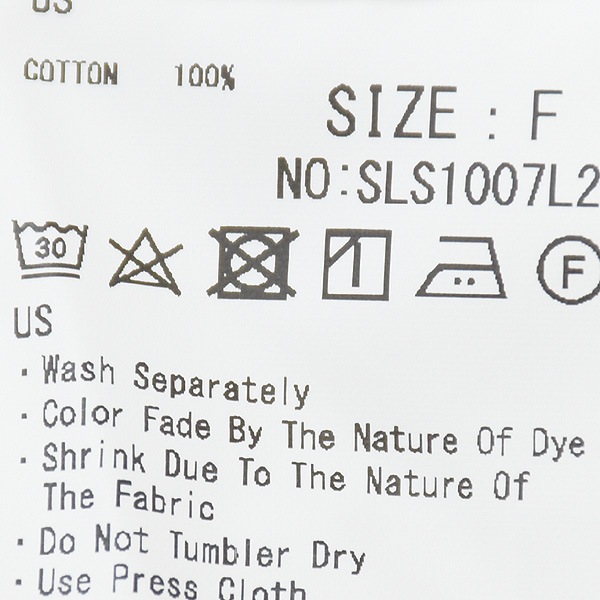 US
COTTON 100%
SIZE : F
NO:SLS1007L2
30
F
US
・Wash Separately
・Color Fade By The Nature Of Dye
・Shrink Due To The Nature Of
The Fabric
・Do Not Tumbler Dry
・Use Press Cloth